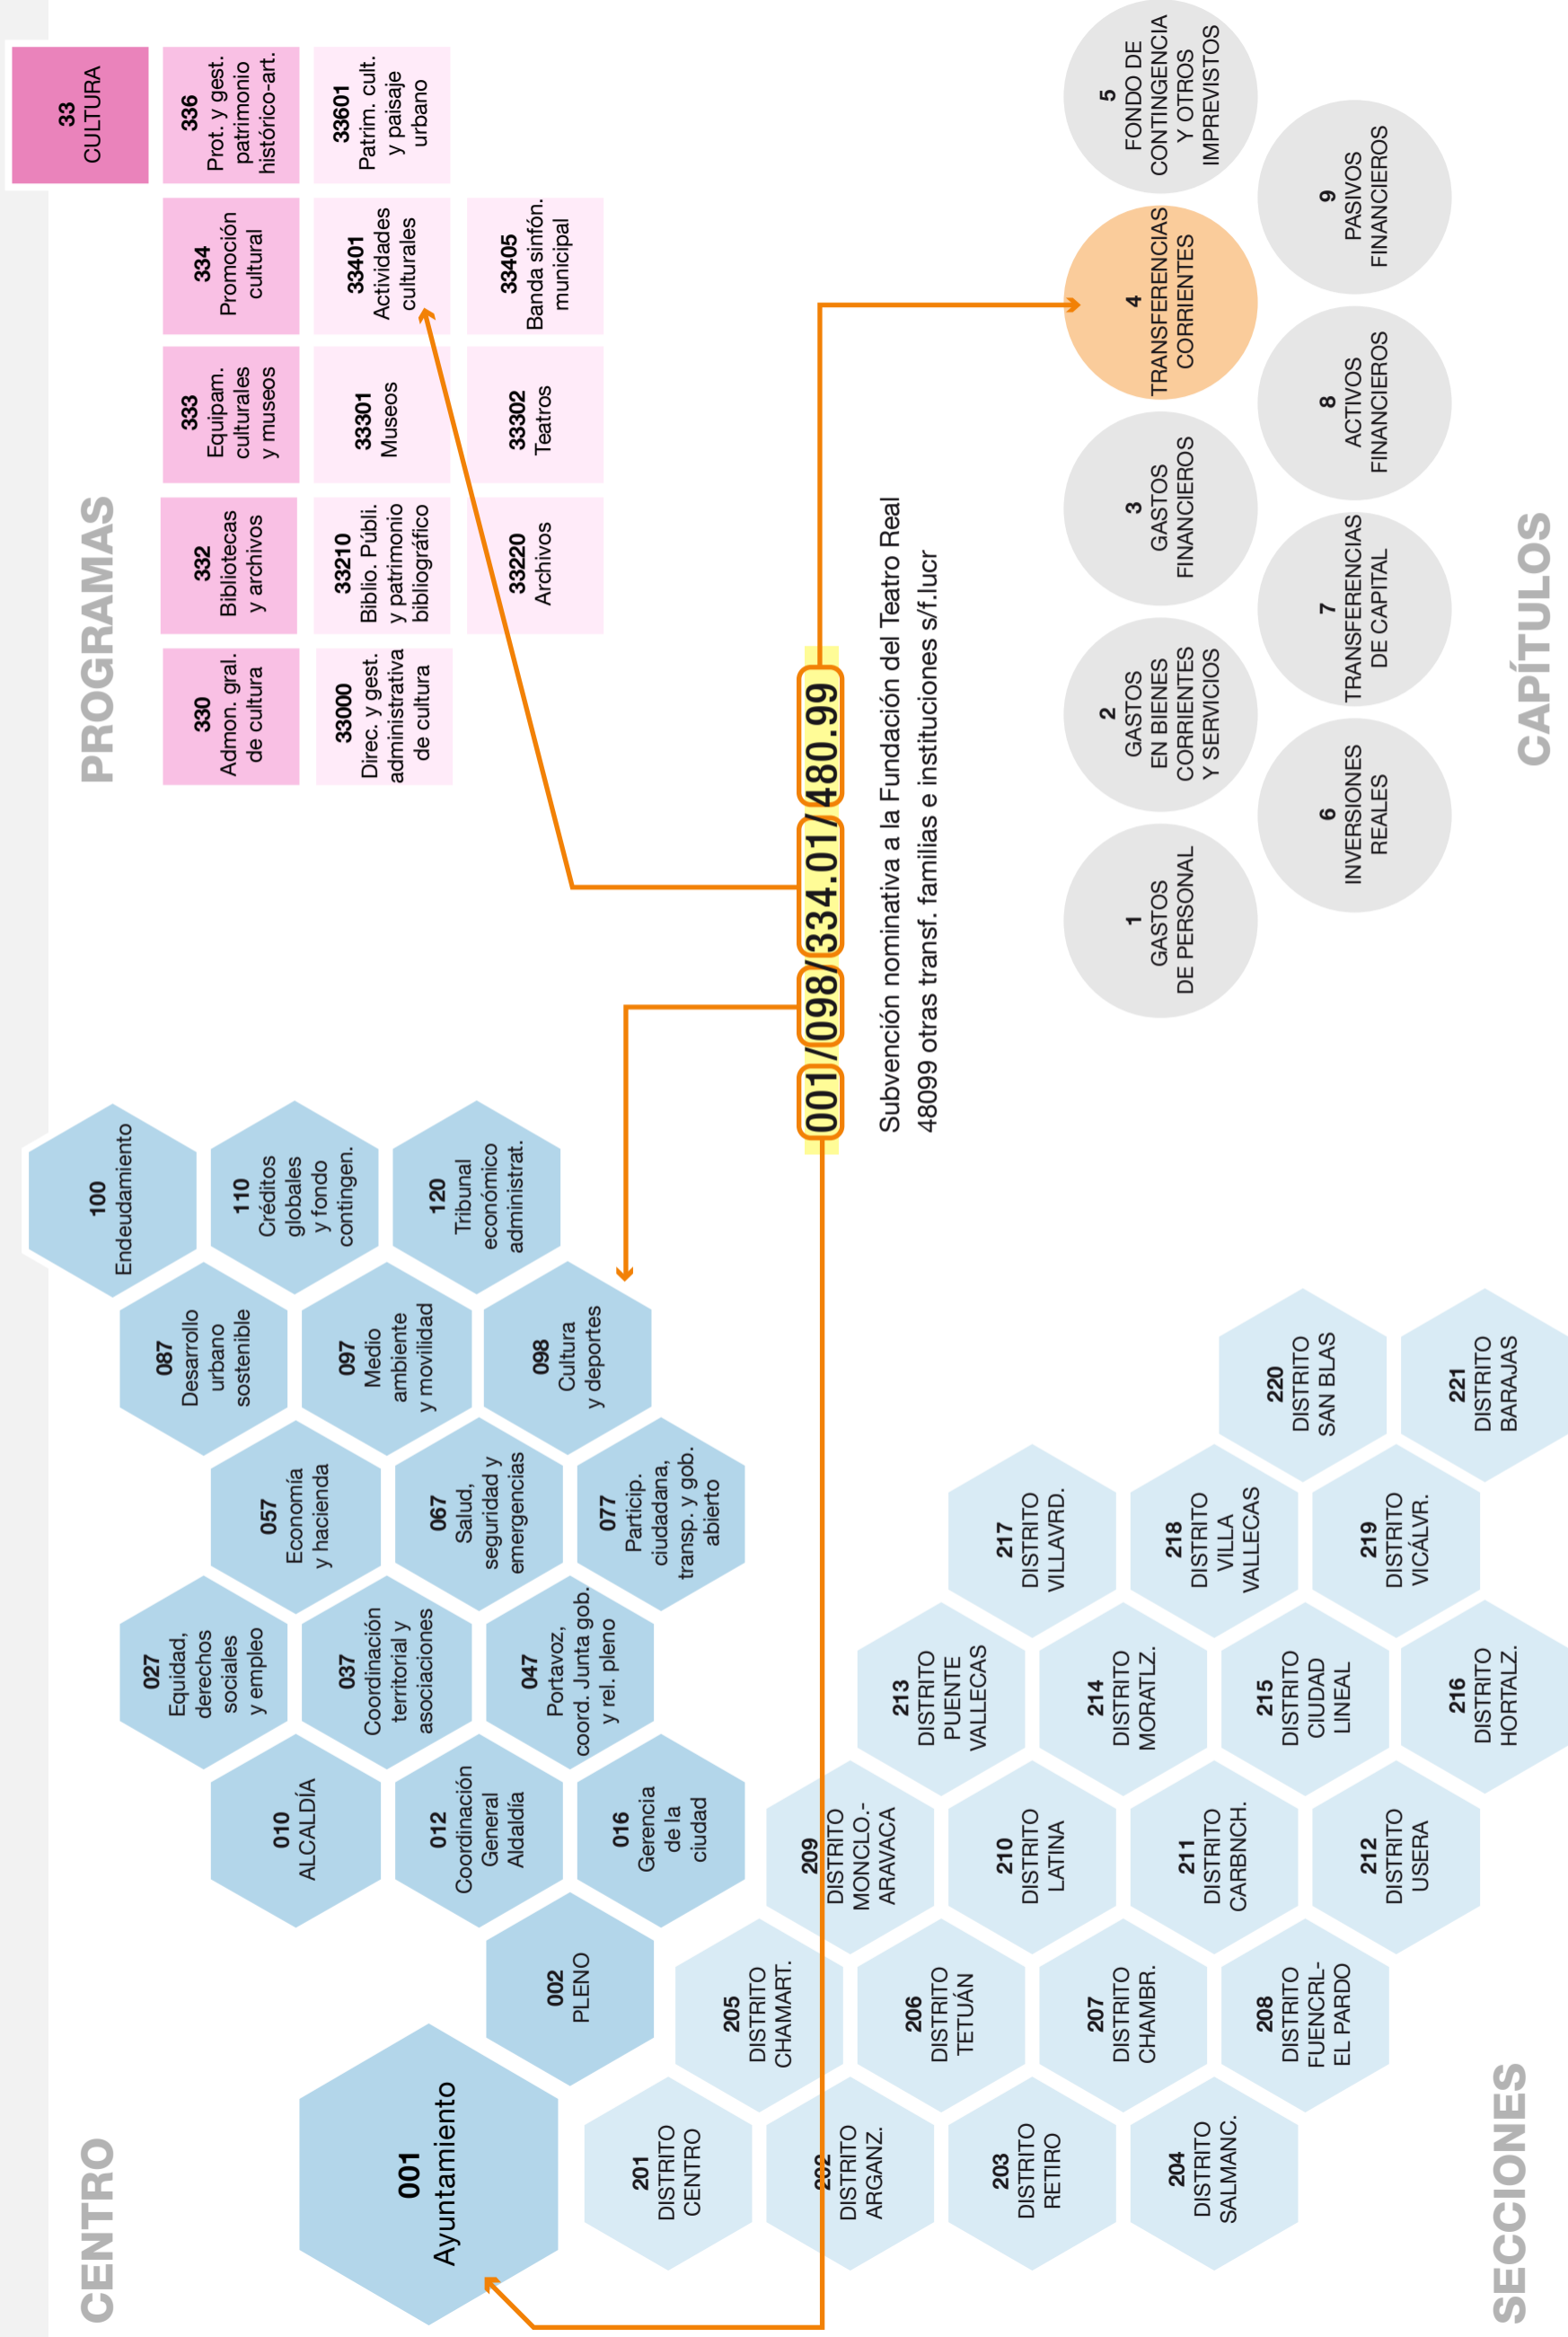 CENTRO
001
Ayuntamiento
002
PLENO
010
ALCALDÍA
012
Coordinación
General
Aldaldía
016
Gerencia
de la
ciudad
027
Equidad,
derechos
sociales
y empleo
037
Coordinación
territorial y
asociaciones
047
Portavoz,
coord. Junta gob.
y rel. pleno
057
Economía
y hacienda
067
Salud,
seguridad y
emergencias
077
Particip.
ciudadana,
transp. y gob.
abierto
087
Desarrollo
urbano
sostenible
097
Medio
ambiente
y movilidad
098
Cultura
y deportes
100
Endeudamiento
110
Créditos
globales
y fondo
contingen.
120
Tribunal
económico
administrat.
PROGRAMAS
33
CULTURA
330
Admon. gral.
de cultura
332
Bibliotecas
y archivos
333
Equipam.
culturales
y museos
334
Promoción
cultural
336
Prot. y gest.
patrimonio
histórico-art.
33000
Direc. y gest.
administrativa
de cultura
33210
Biblio. Públi.
y patrimonio
bibliográfico
33301
Museos
33401
Actividades
culturales
33601
Patrim. cult.
y paisaje
urbano
33220
Archivos
33302
Teatros
33405
Banda sinfón.
municipal
001/098/334.01/480.99
Subvención nominativa a la Fundación del Teatro Real
48099 otras transf. familias e instituciones s/f.lucr
201
DISTRITO
CENTRO
202
DISTRITO
ARGANZ.
203
DISTRITO
RETIRO
204
DISTRITO
SALMANC.
205
DISTRITO
CHAMART.
206
DISTRITO
TETUÁN
207
DISTRITO
CHAMBR.
208
DISTRITO
FUENCRL-
EL PARDO
209
DISTRITO
MONCLO.-
ARAVACA
210
DISTRITO
LATINA
211
DISTRITO
CARBNCH.
212
DISTRITO
USERA
213
DISTRITO
PUENTE
VALLECAS
214
DISTRITO
MORATLZ.
215
DISTRITO
CIUDAD
LINEAL
216
DISTRITO
HORTALZ.
217
DISTRITO
VILLAVRD.
218
DISTRITO
VILLA
VALLECAS
219
DISTRITO
VICÁLVR.
220
DISTRITO
SAN BLAS
221
DISTRITO
BARAJAS
SECCIONES
1
GASTOS
DE PERSONAL
2
GASTOS
EN BIENES
CORRIENTES
Y SERVICIOS
3
GASTOS
FINANCIEROS
4
TRANSFERENCIAS
CORRIENTES
5
FONDO DE
CONTINGENCIA
Y OTROS
IMPREVISTOS
6
INVERSIONES
REALES
7
TRANSFERENCIAS
DE CAPITAL
8
ACTIVOS
FINANCIEROS
9
PASIVOS
FINANCIEROS
CAPÍTULOS